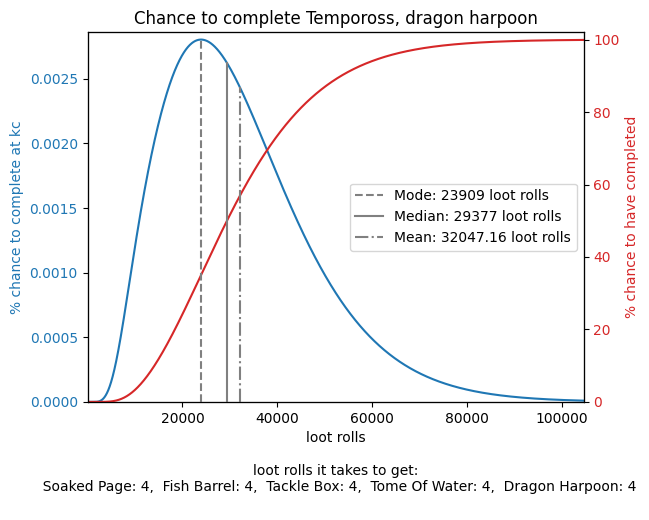 Chance to complete Tempoross, dragon harpoon
% chance to complete at kc
0.0025
0.0020
0.0015
0.0010
0.0005
0.0000
100
80
60
40
20
0
% chance to have completed
Mode: 23909 loot rolls
Median: 29377 loot rolls
Mean: 32047.16 loot rolls
20000 40000 60000 80000 100000
loot rolls
loot rolls it takes to get:
Soaked Page: 4, Fish Barrel: 4, Tackle Box: 4, Tome Of Water: 4, Dragon Harpoon: 4